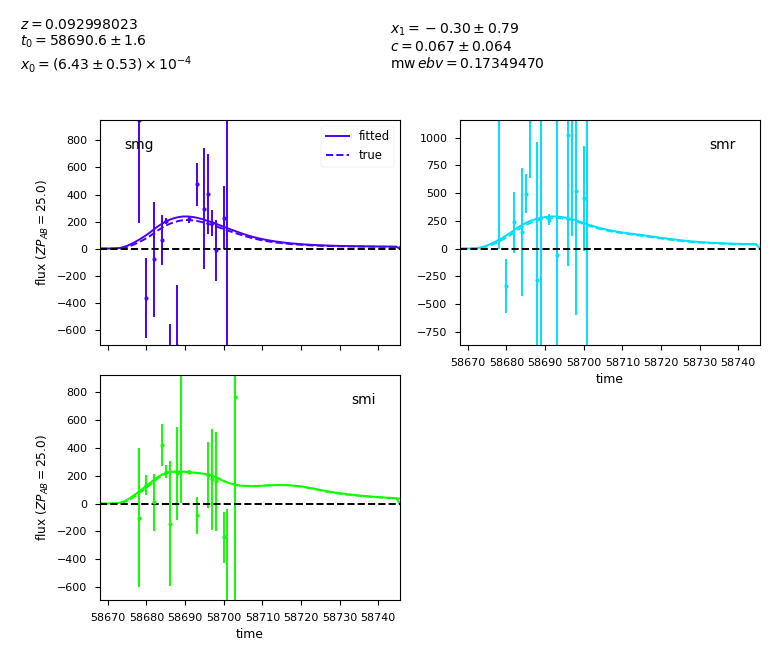 z = 0.092998023
t₀ = 58690.6 ± 1.6
x₀ = (6.43 ± 0.53) × 10⁻⁴
x₁ = −0.30 ± 0.79
c = 0.067 ± 0.064
mw ebv = 0.17349470
smg
fitted
true
800
600
400
200
0
−200
−400
−600
flux (ZP_AB = 25.0)
smr
1000
750
500
250
0
−250
−500
−750
58670 58680 58690 58700 58710 58720 58730 58740
time
smi
800
600
400
200
0
−200
−400
−600
flux (ZP_AB = 25.0)
58670 58680 58690 58700 58710 58720 58730 58740
time